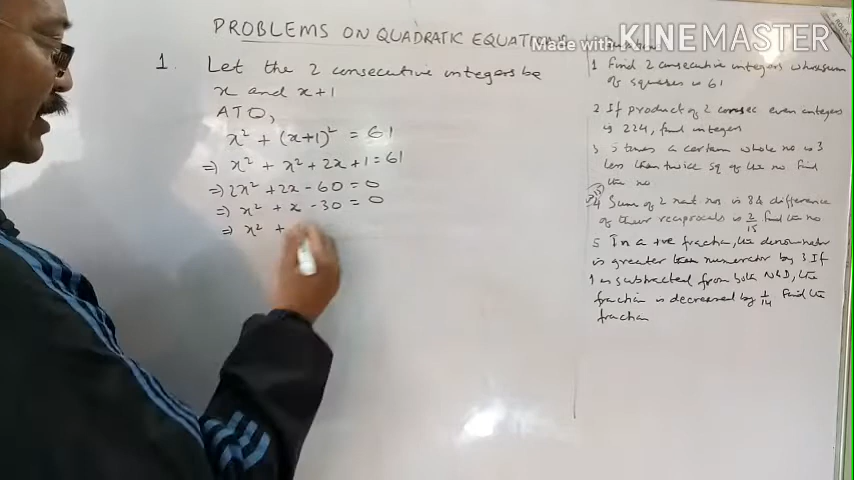 PROBLEMS ON QUADRATIC EQUATIONS
Made with KINEMASTER
1. Let the 2 consecutive integers be
x and x+1
ATQ,
x² + (x+1)² = 61
⇒ x² + x² + 2x + 1 = 61
⇒ 2x² + 2x - 60 = 0
⇒ x² + x - 30 = 0
⇒ x² +
1 Find 2 consecutive integers whose sum
of squares is 61
2 If product of 2 consec even integers
is 224, find integers
3 5 times a certain whole no is 3
less than twice sq of the no find
the no
4 Sum of 2 nat nos is 8 & difference
of their reciprocals is 2/15 find the no
5 In a +ve fraction, the denominator
is greater than numerator by 3 If
1 is subtracted from both N & D, the
fraction is decreased by 1/14 Find the
fraction